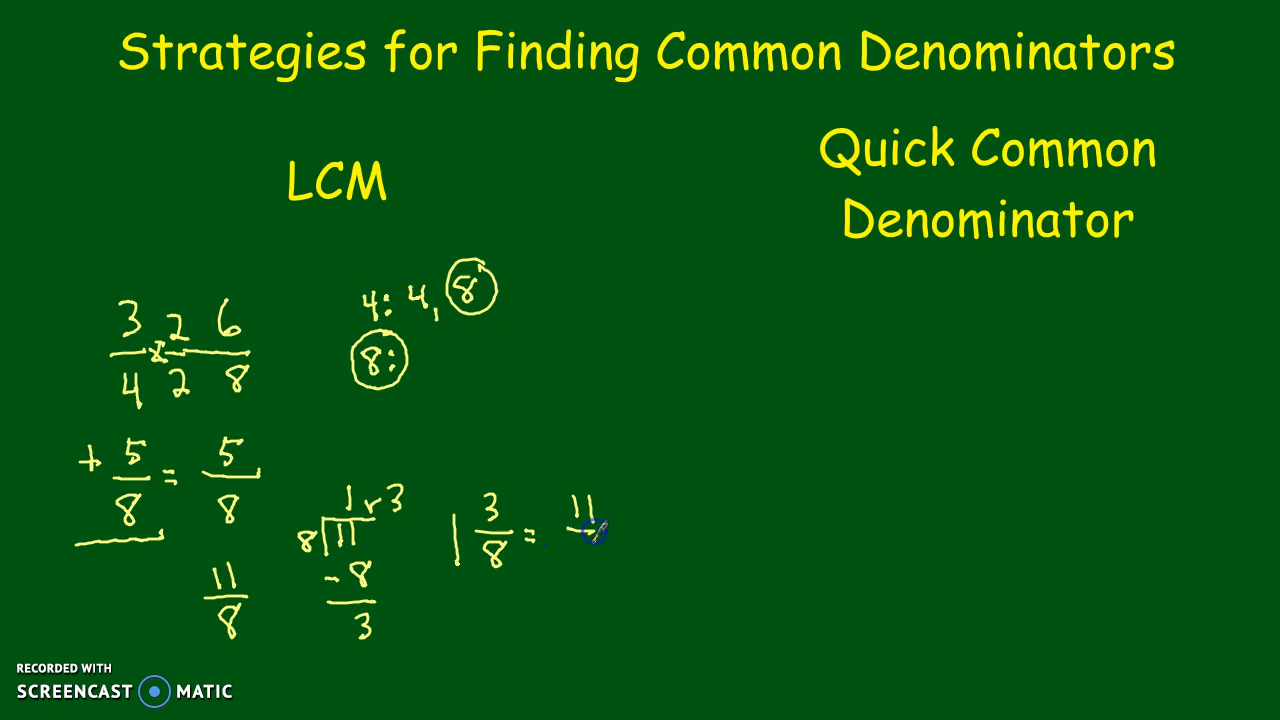 Strategies for Finding Common Denominators
LCM
Quick Common
Denominator
4: 4, 8
8:
3 2 6
× 
4 2 8
+ 5 = 5
8 8
11
8
1 r 3
8 11
- 8
3
1 3 = 11
8
RECORDED WITH
SCREENCAST MATIC